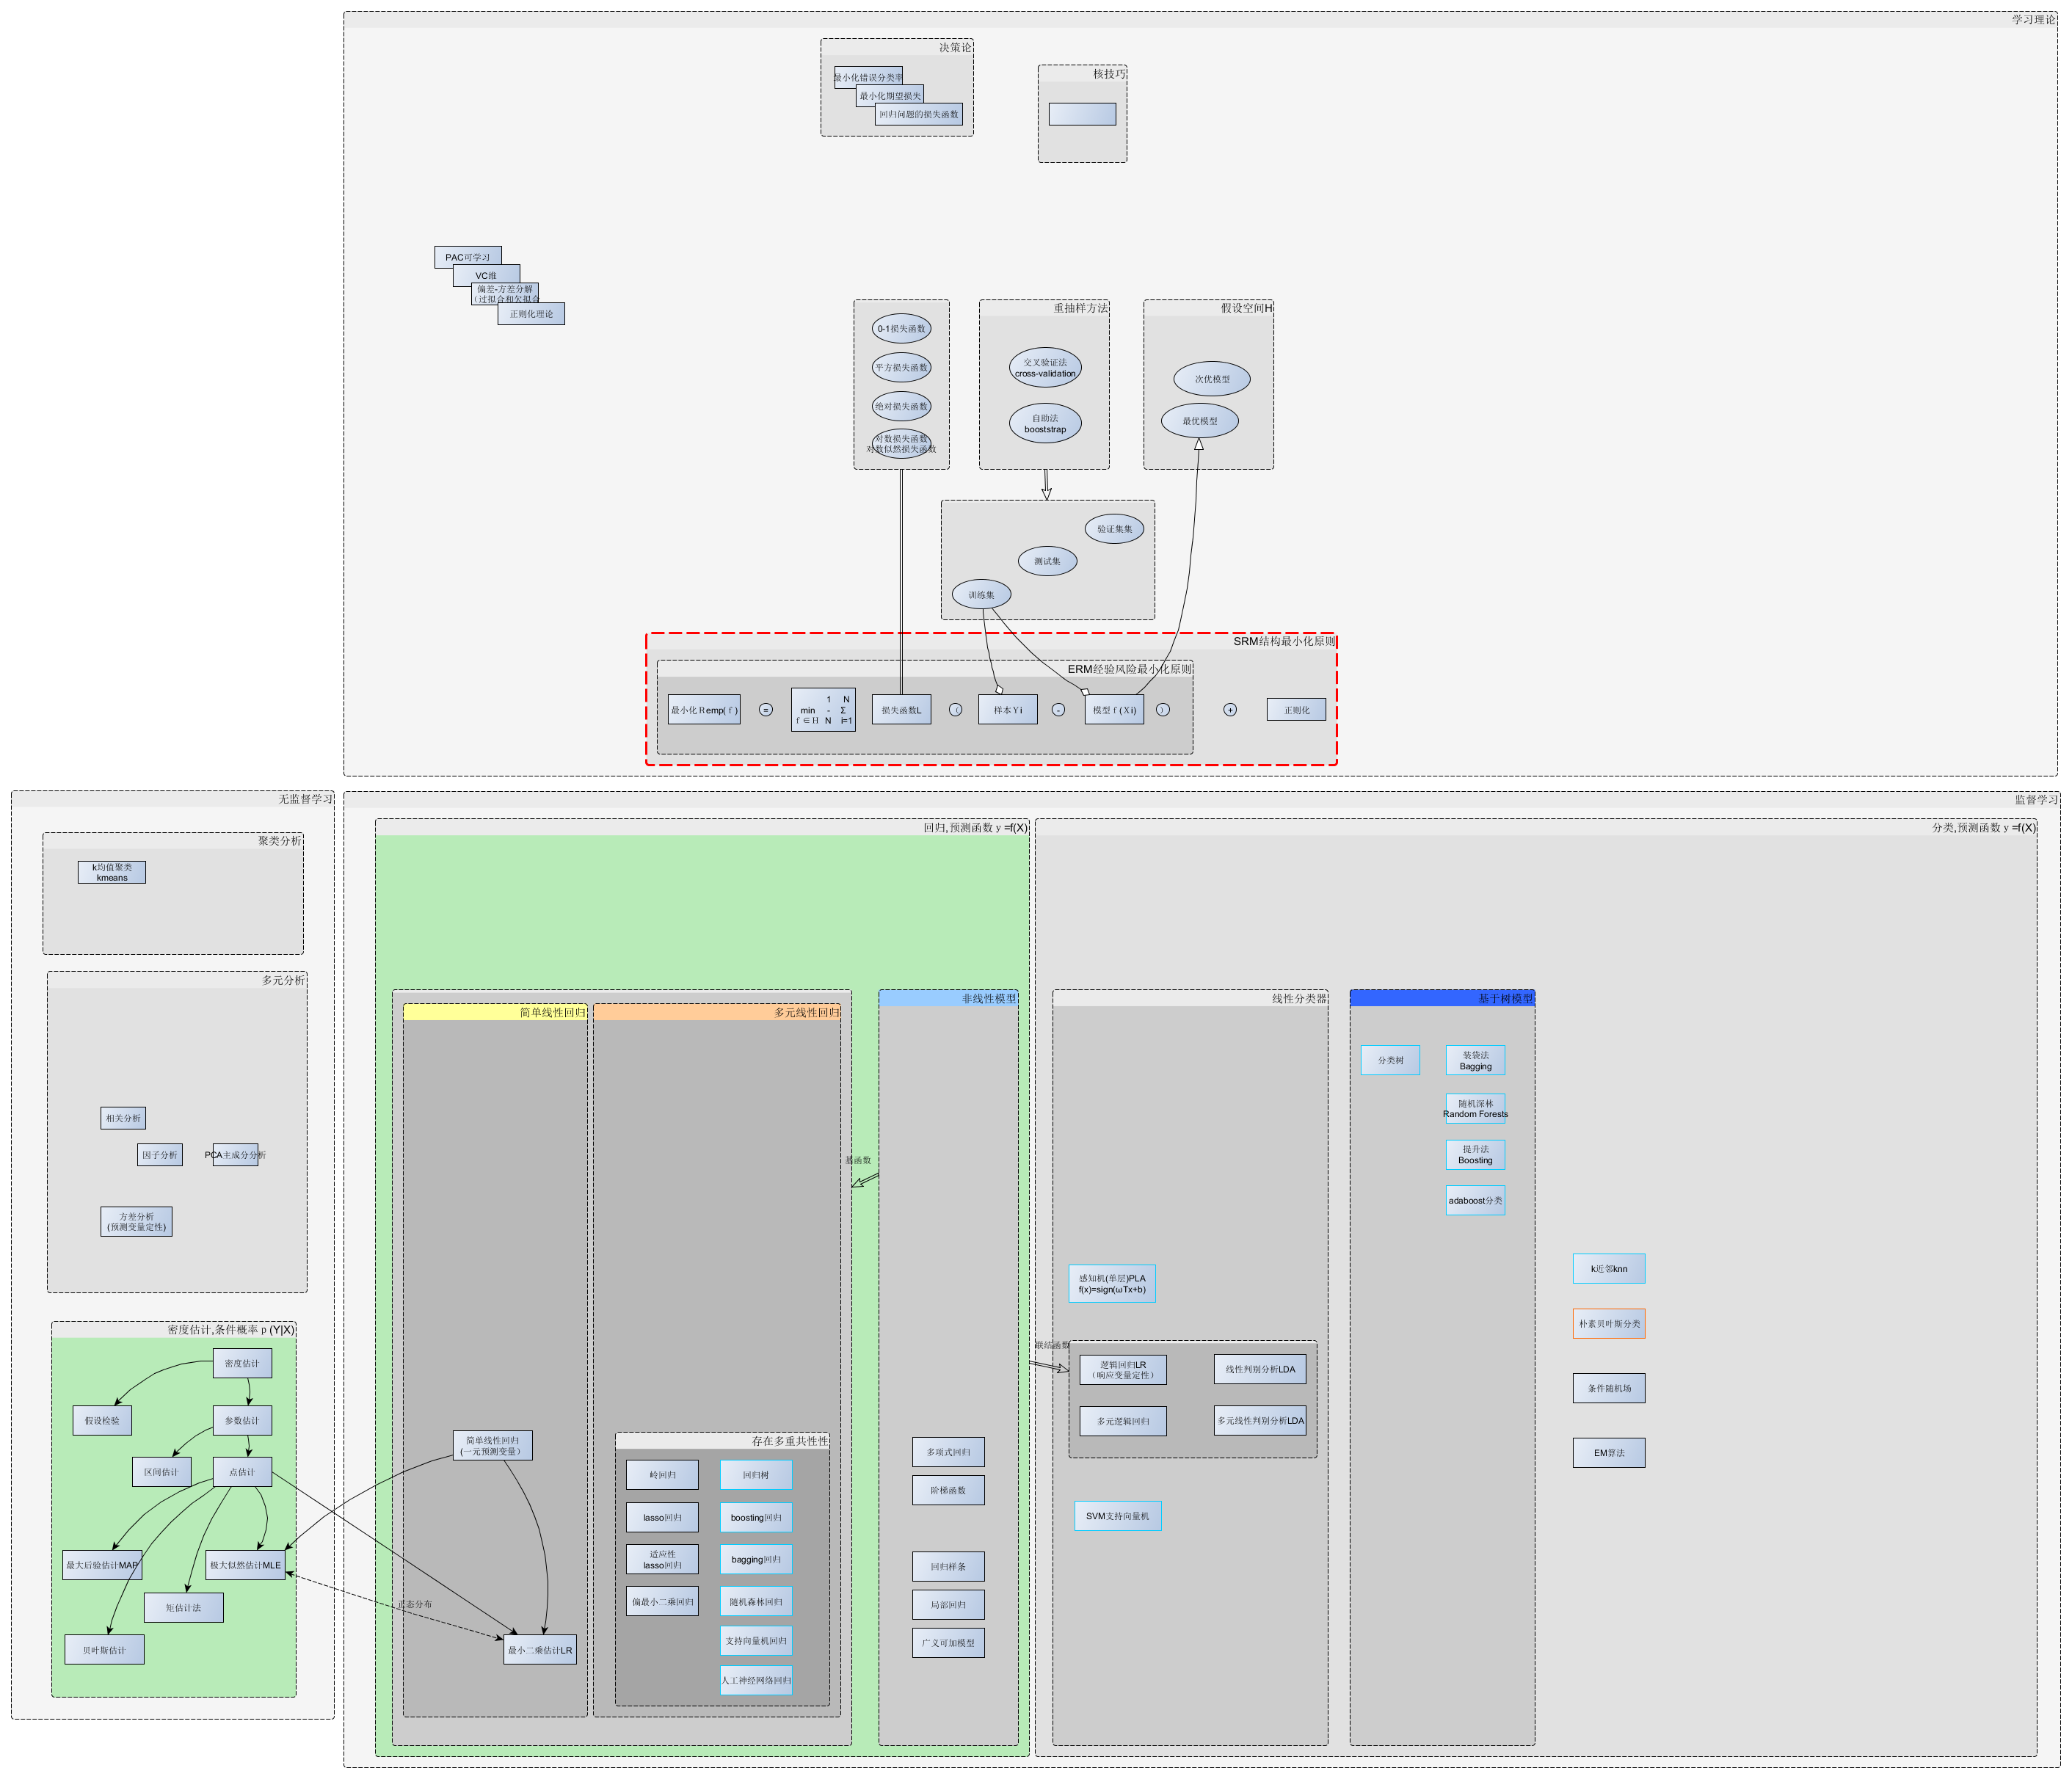 学习理论
决策论
最小化错误分类率
最小化期望损失
回归问题的损失函数
核技巧
PAC可学习
VC维
偏差-方差分解
（过拟合和欠拟合
正则化理论
0-1损失函数
平方损失函数
绝对损失函数
对数损失函数
对数似然损失函数
重抽样方法
交叉验证法
cross-validation
自助法
booststrap
假设空间H
次优模型
最优模型
验证集集
测试集
训练集
SRM结构最小化原则
ERM经验风险最小化原则
最小化Remp(f)
=
1 N
min - Σ
f∈H N i=1
损失函数L
（
样本Yi
-
模型f(Xi)
）
+
正则化
无监督学习
聚类分析
k均值聚类
kmeans
多元分析
相关分析
因子分析
PCA主成分分析
方差分析
(预测变量定性)
密度估计,条件概率p(Y|X)
密度估计
假设检验
参数估计
区间估计
点估计
最大后验估计MAP
极大似然估计MLE
矩估计法
贝叶斯估计
监督学习
回归,预测函数y=f(X)
简单线性回归
简单线性回归
(一元预测变量)
正态分布
最小二乘估计LR
多元线性回归
存在多重共性性
岭回归
回归树
lasso回归
boosting回归
适应性
lasso回归
bagging回归
偏最小二乘回归
随机森林回归
支持向量机回归
人工神经网络回归
基函数
非线性模型
多项式回归
阶梯函数
回归样条
局部回归
广义可加模型
分类,预测函数y=f(X)
线性分类器
感知机(单层)PLA
f(x)=sign(ωTx+b)
联结函数
逻辑回归LR
（响应变量定性）
线性判别分析LDA
多元逻辑回归
多元线性判别分析LDA
SVM支持向量机
基于树模型
分类树
装袋法
Bagging
随机深林
Random Forests
提升法
Boosting
adaboost分类
k近邻knn
朴素贝叶斯分类
条件随机场
EM算法